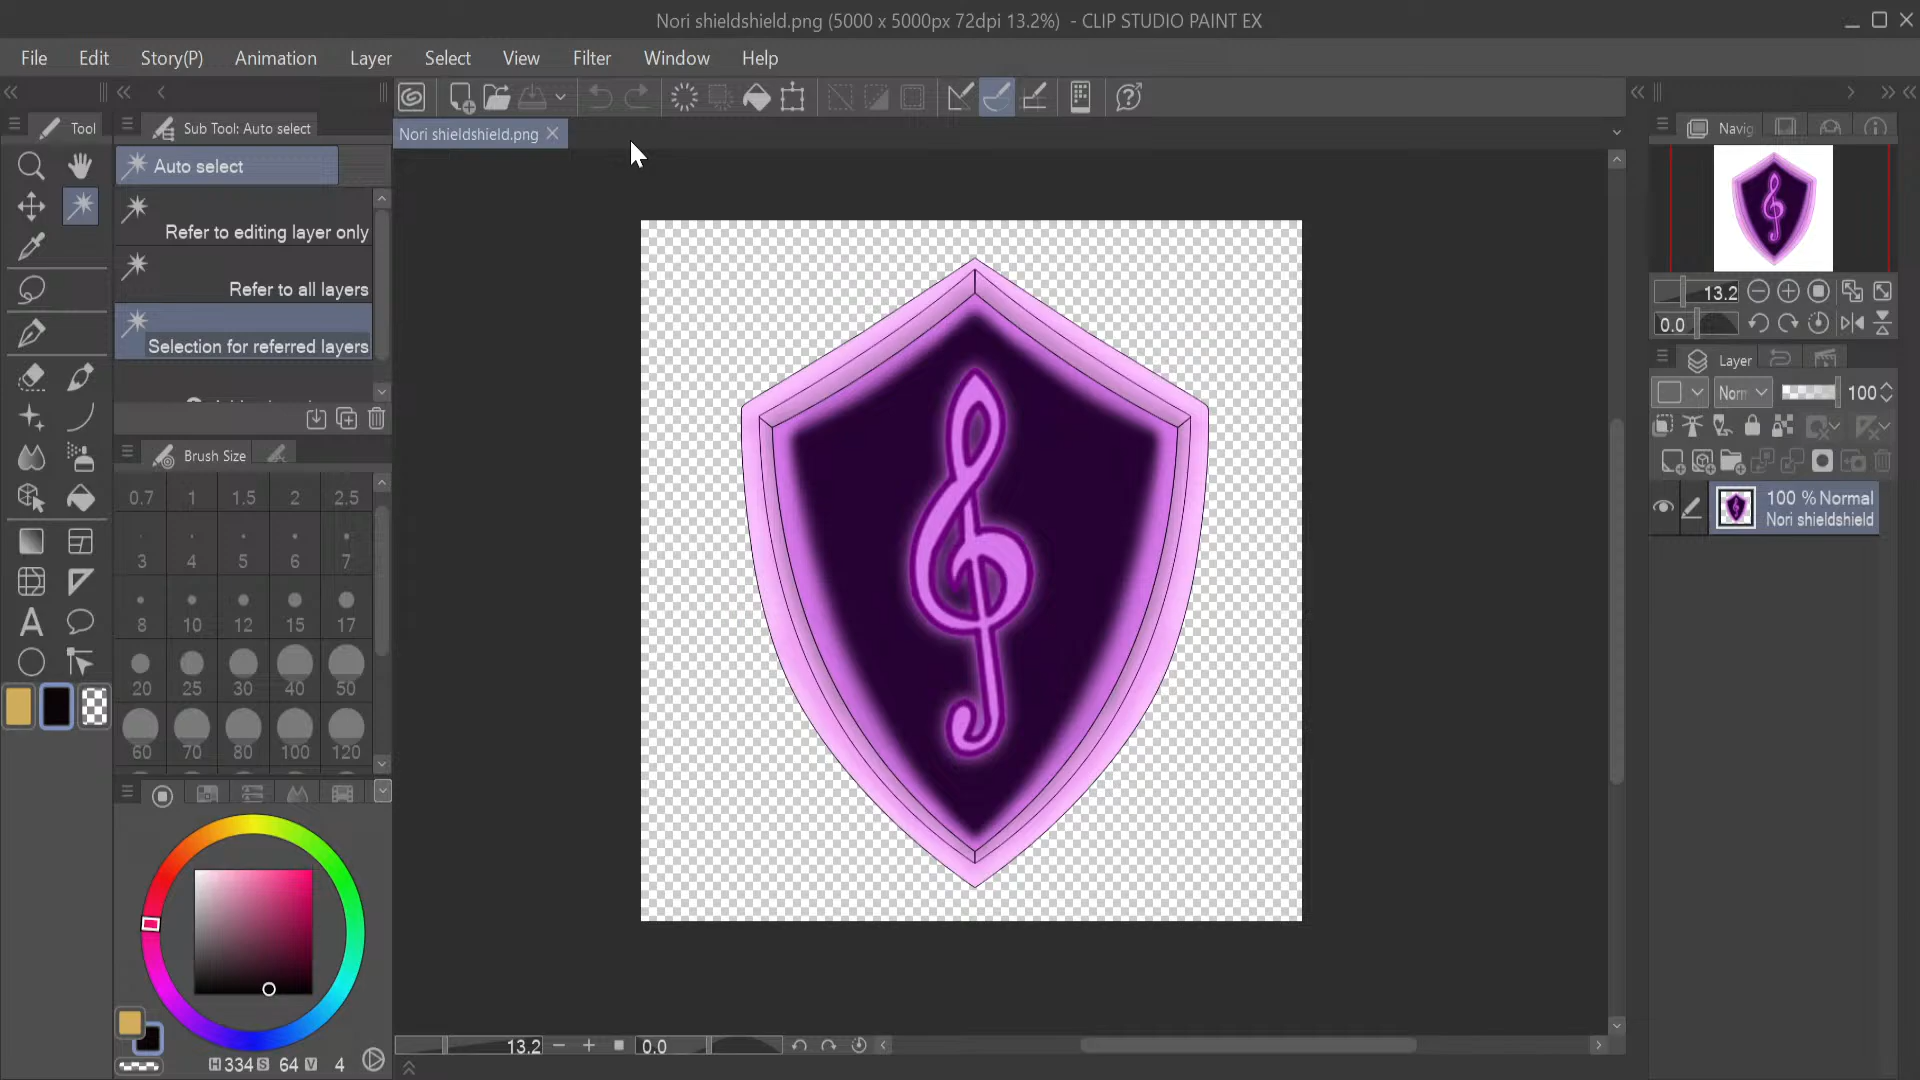 Nori shieldshield.png (5000 x 5000px 72dpi 13.2%) - CLIP STUDIO PAINT EX
File Edit Story(P) Animation Layer Select View Filter Window Help
Tool
Sub Tool: Auto select
Nori shieldshield.png
Navig
Auto select
Refer to editing layer only
Refer to all layers
Selection for referred layers
13.2
0.0
Layer
Norr
100
100 % Normal
Nori shieldshield
Brush Size
0.7 1 1.5 2 2.5
3 4 5 6 7
8 10 12 15 17
20 25 30 40 50
60 70 80 100 120
H 334 S 64 V 4
13.2
0.0